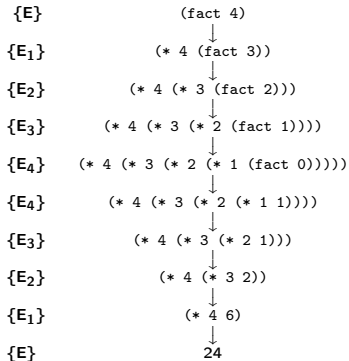 {E} (fact 4)
{E₁} (* 4 (fact 3))
{E₂} (* 4 (* 3 (fact 2)))
{E₃} (* 4 (* 3 (* 2 (fact 1))))
{E₄} (* 4 (* 3 (* 2 (* 1 (fact 0)))))
{E₄} (* 4 (* 3 (* 2 (* 1 1))))
{E₃} (* 4 (* 3 (* 2 1)))
{E₂} (* 4 (* 3 2))
{E₁} (* 4 6)
{E} 24